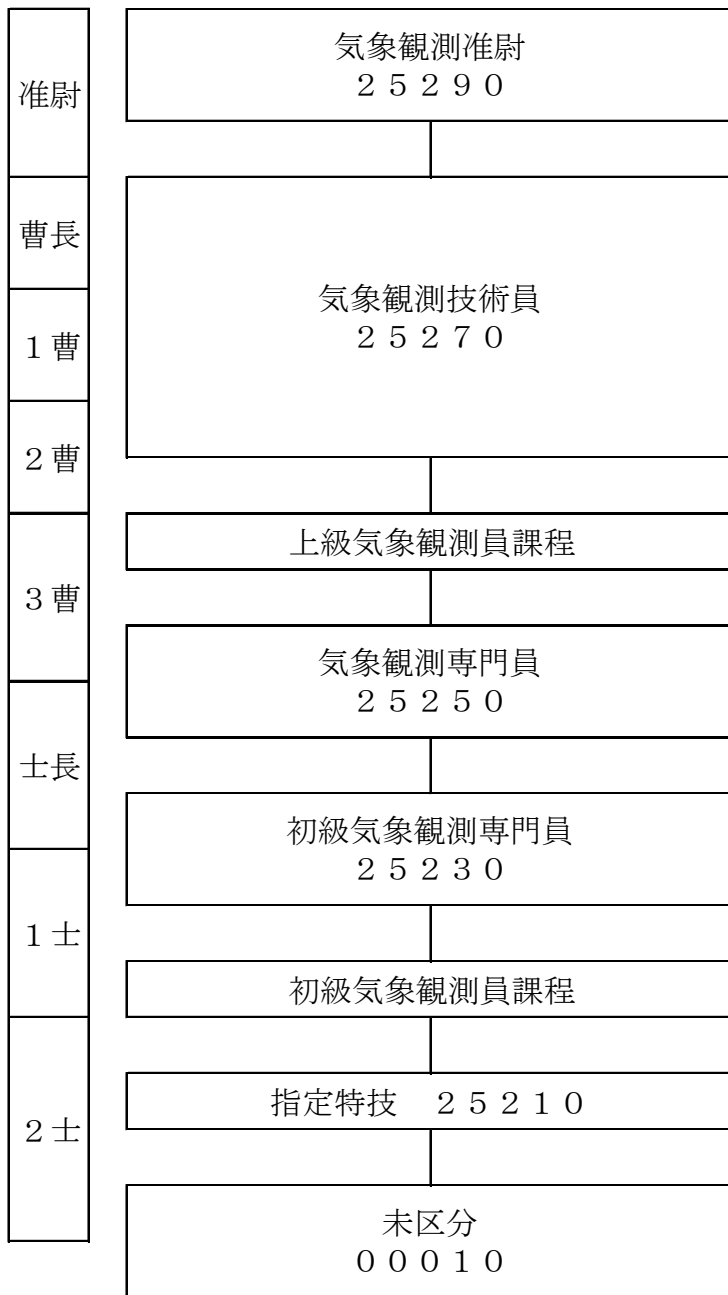 准尉
気象観測准尉
２５２９０
曹長
１曹
２曹
気象観測技術員
２５２７０
３曹
上級気象観測員課程
気象観測専門員
２５２５０
士長
初級気象観測専門員
２５２３０
１士
初級気象観測員課程
２士
指定特技　２５２１０
未区分
０００１０